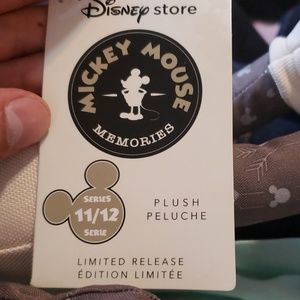 Disney store
MICKEY MOUSE
MEMORIES
SERIES
11/12
SERIE
PLUSH
PELUCHE
LIMITED RELEASE
ÉDITION LIMITÉE